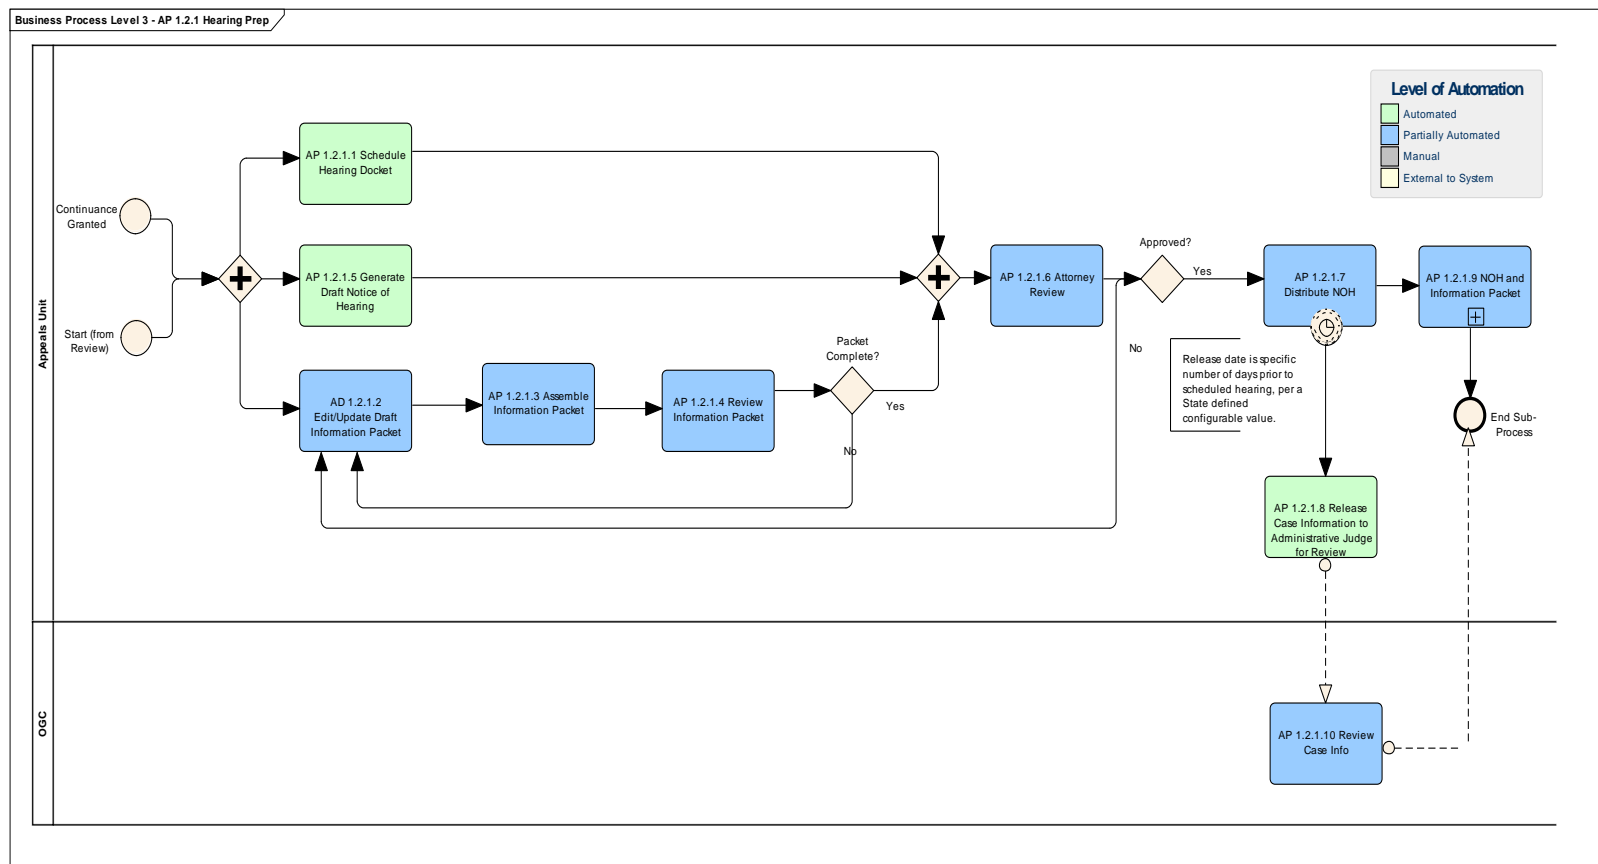 Business Process Level 3 - AP 1.2.1 Hearing Prep
Level of Automation
Automated
Partially Automated
Manual
External to System
Appeals Unit
Continuance
Granted
Start (from
Review)
AP 1.2.1.1 Schedule
Hearing Docket
AP 1.2.1.5 Generate
Draft Notice of
Hearing
AD 1.2.1.2
Edit/Update Draft
Information Packet
AP 1.2.1.3 Assemble
Information Packet
AP 1.2.1.4 Review
Information Packet
Packet
Complete?
Yes
No
AP 1.2.1.6 Attorney
Review
Approved?
Yes
No
AP 1.2.1.7
Distribute NOH
AP 1.2.1.9 NOH and
Information Packet
Release date is specific
number of days prior to
scheduled hearing, per a
State defined
configurable value.
End Sub-
Process
AP 1.2.1.8 Release
Case Information to
Administrative Judge
for Review
OGC
AP 1.2.1.10 Review
Case Info